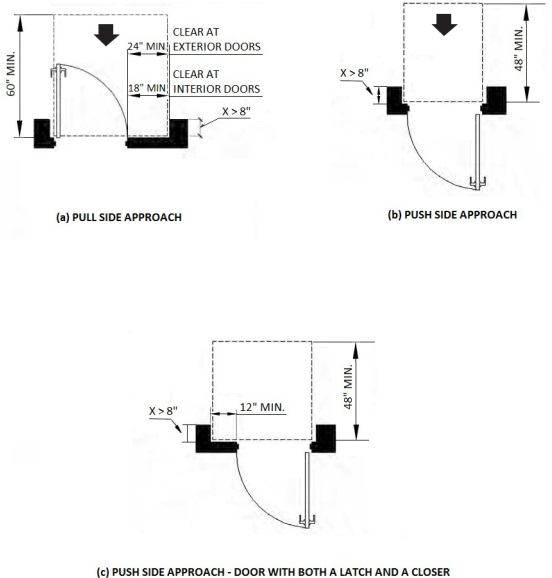 60" MIN.
CLEAR AT
24" MIN. EXTERIOR DOORS
CLEAR AT
18" MIN. INTERIOR DOORS
X > 8"
(a) PULL SIDE APPROACH
48" MIN.
X > 8"
(b) PUSH SIDE APPROACH
48" MIN.
12" MIN.
X > 8"
(c) PUSH SIDE APPROACH - DOOR WITH BOTH A LATCH AND A CLOSER